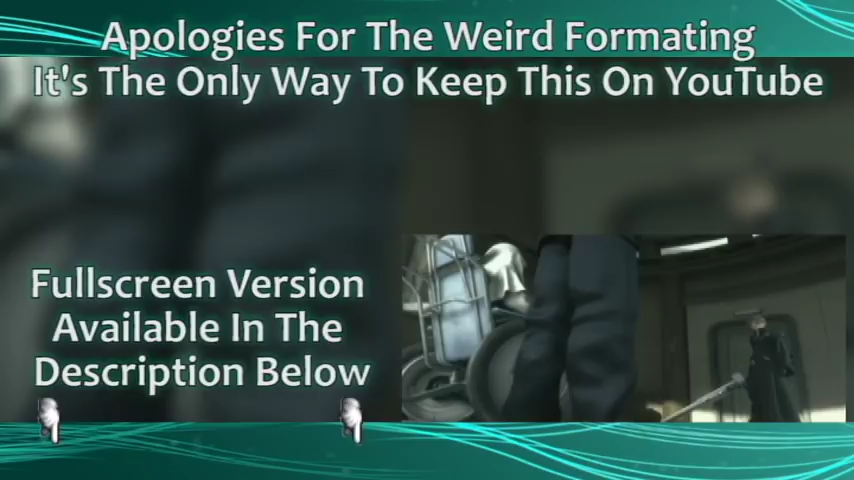 Apologies For The Weird Formating
It's The Only Way To Keep This On YouTube
Fullscreen Version
Available In The
Description Below